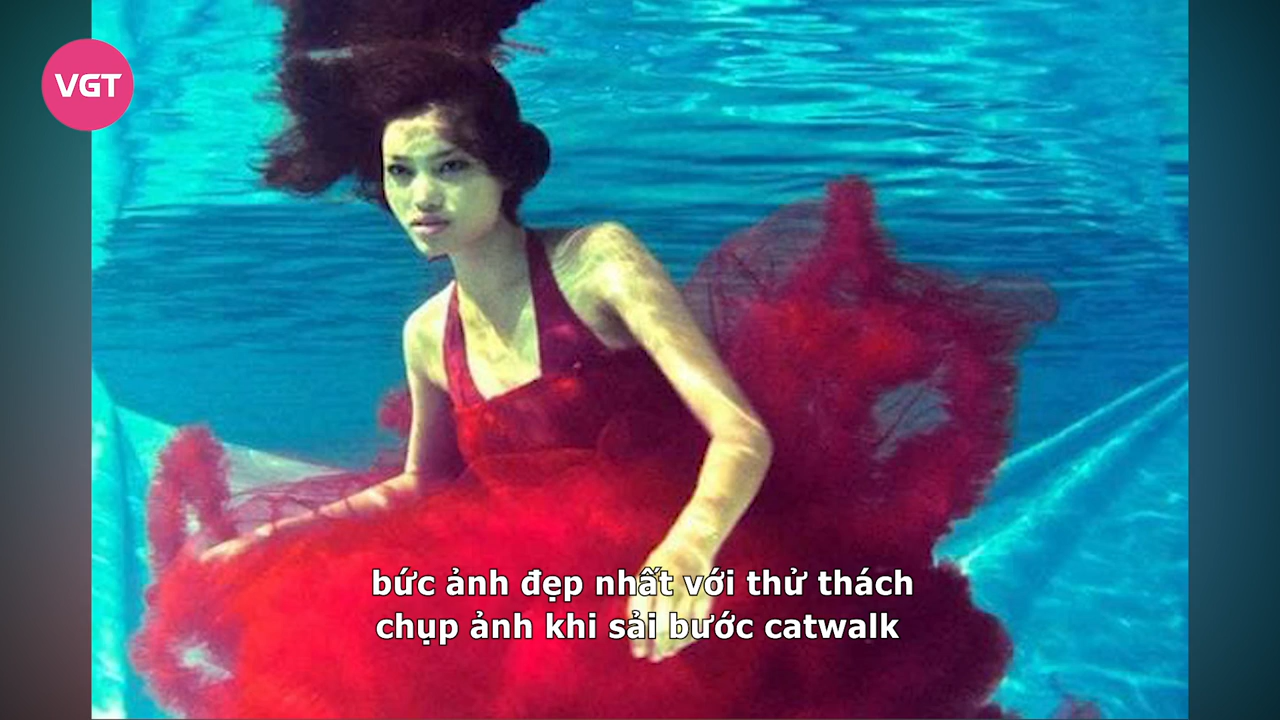 VGT
bức ảnh đẹp nhất với thử thách
chụp ảnh khi sải bước catwalk